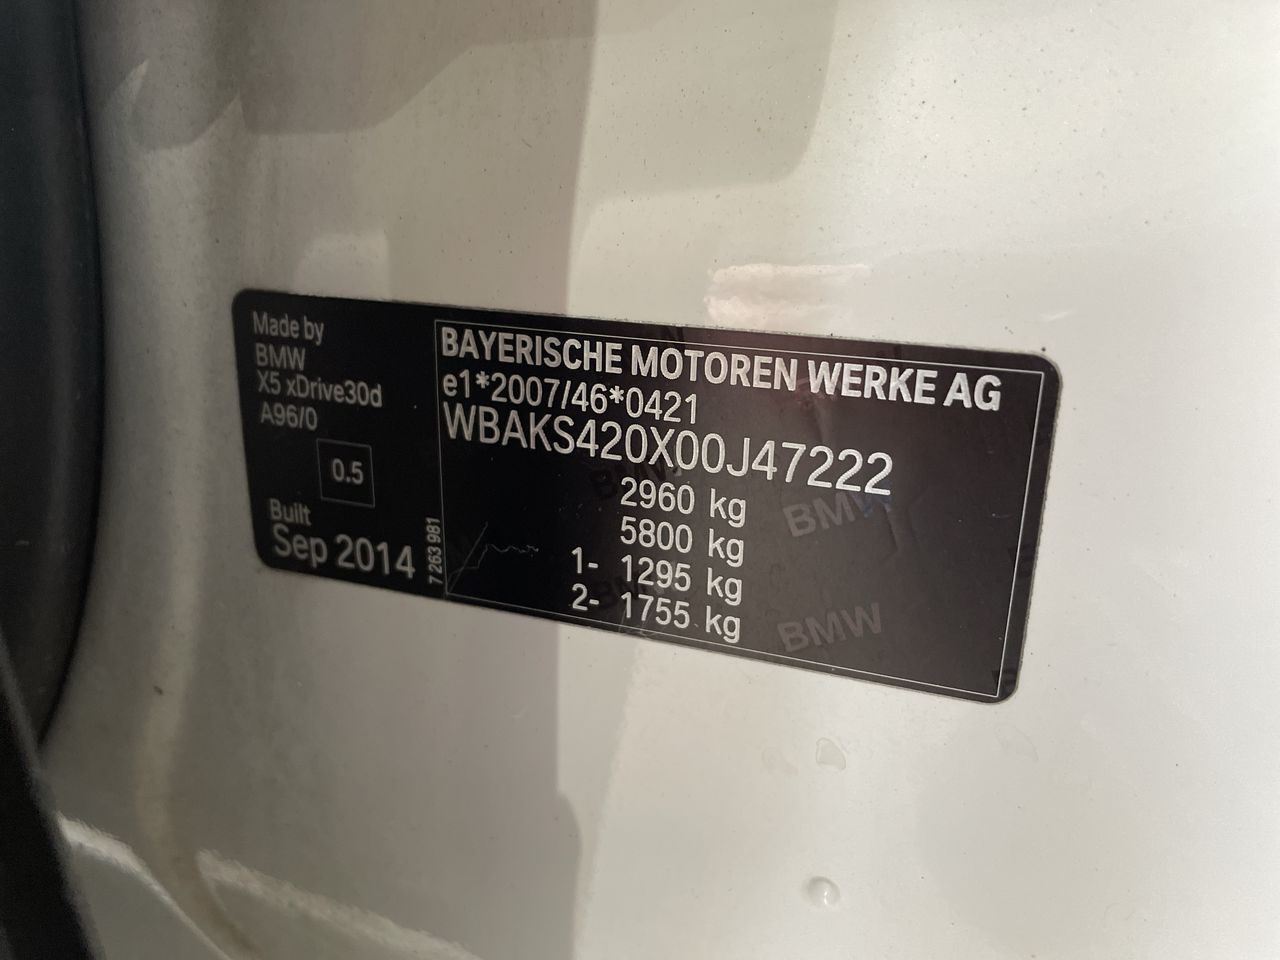 Made by
BMW
X5 xDrive30d
A96/0
0.5
Built
Sep 2014
7 263 981
BAYERISCHE MOTOREN WERKE AG
e1*2007/46*0421
WBAKS420X00J47222
2960 kg
5800 kg
1- 1295 kg
2- 1755 kg
BMW
BMW
BMW